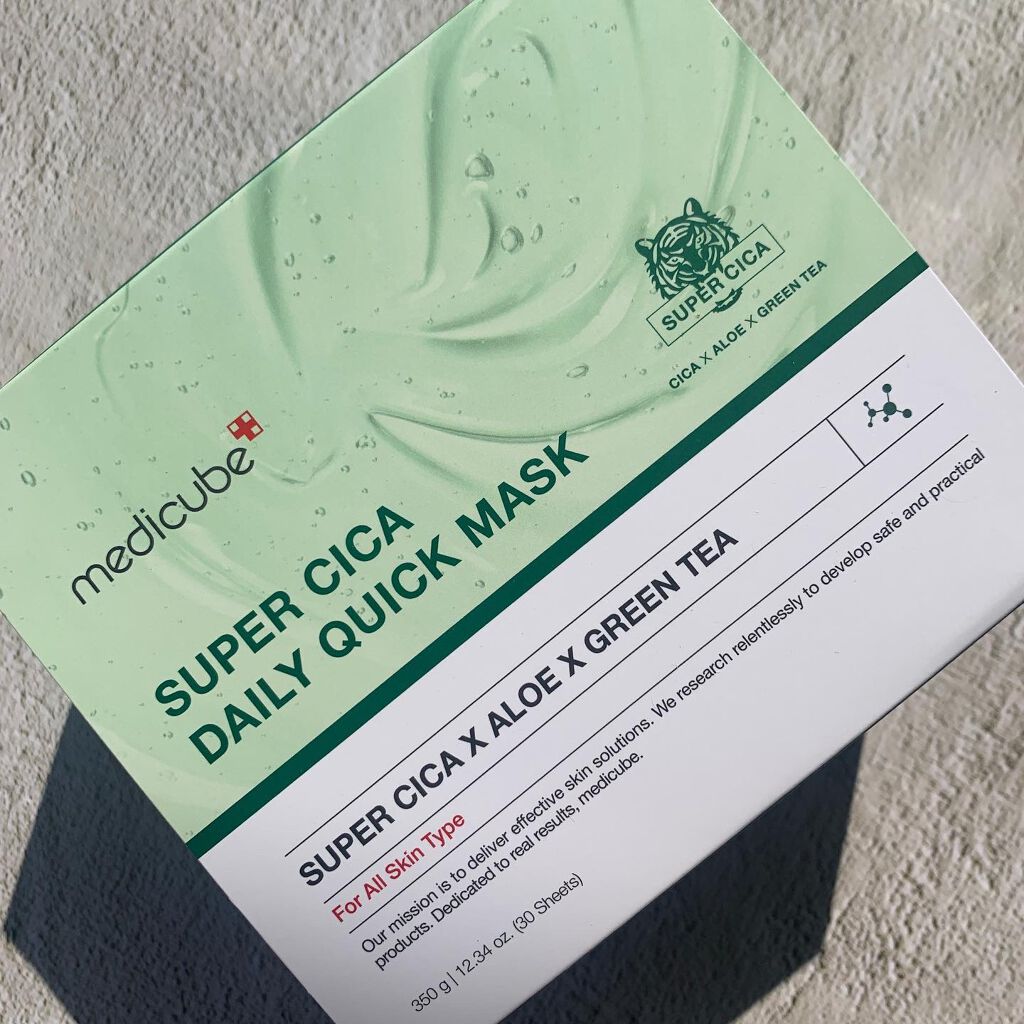 SUPER CICA
CICA X ALOE X GREEN TEA
medicube
SUPER CICA
DAILY QUICK MASK
SUPER CICA X ALOE X GREEN TEA
For All Skin Type
Our mission is to deliver effective skin solutions. We research relentlessly to develop safe and practical
products. Dedicated to real results, medicube.
350 g | 12.34 oz. (30 Sheets)